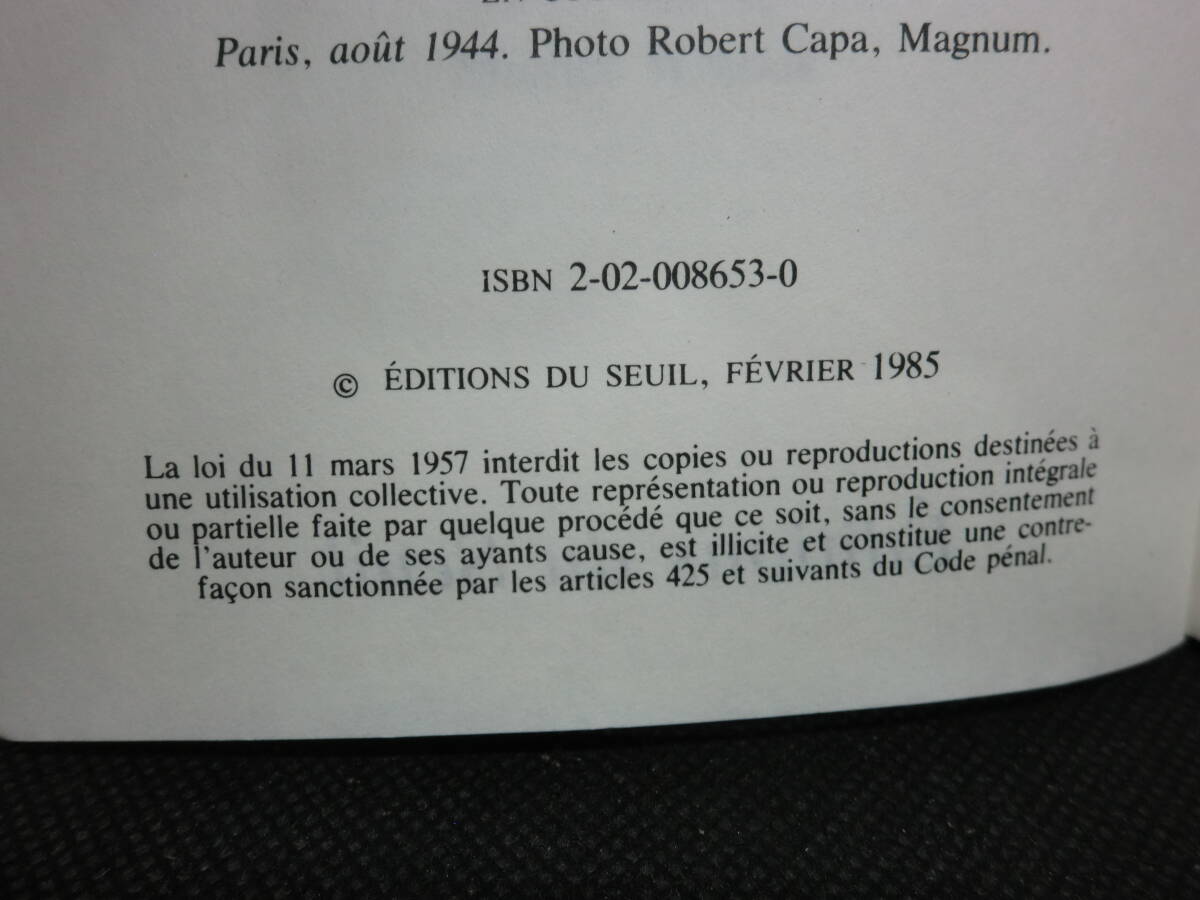 Paris, août 1944. Photo Robert Capa, Magnum.
ISBN 2-02-008653-0
© ÉDITIONS DU SEUIL, FÉVRIER 1985
La loi du 11 mars 1957 interdit les copies ou reproductions destinées à
une utilisation collective. Toute représentation ou reproduction intégrale
ou partielle faite par quelque procédé que ce soit, sans le consentement
de l'auteur ou de ses ayants cause, est illicite et constitue une contre-
façon sanctionnée par les articles 425 et suivants du Code pénal.